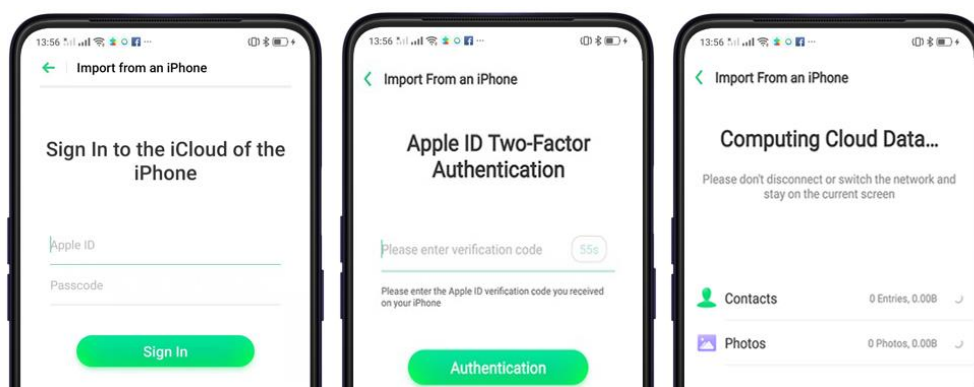 13:56
Import from an iPhone
Sign In to the iCloud of the
iPhone
Apple ID
Passcode
Sign In
13:56
Import From an iPhone
Apple ID Two-Factor
Authentication
Please enter verification code 55s
Please enter the Apple ID verification code you received
on your iPhone
Authentication
13:56
Import From an iPhone
Computing Cloud Data...
Please don't disconnect or switch the network and
stay on the current screen
Contacts 0 Entries, 0.00B
Photos 0 Photos, 0.00B